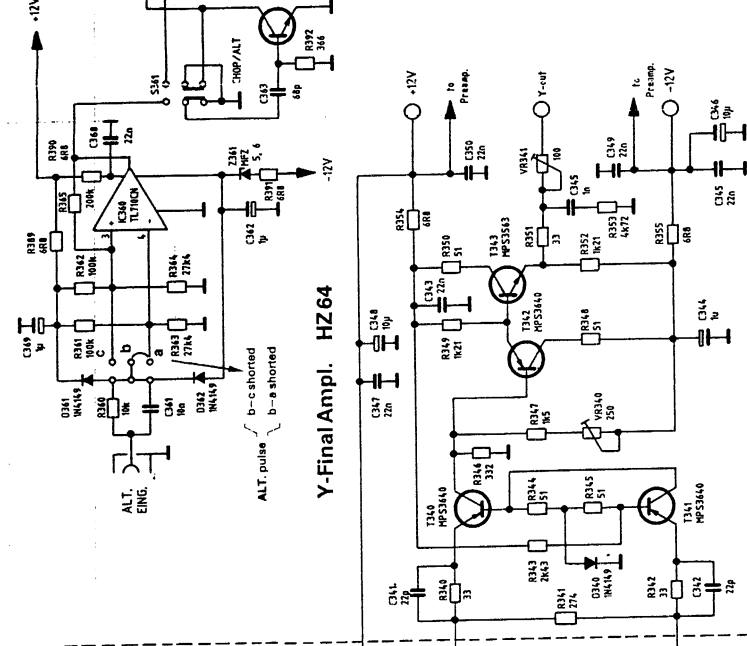 +12V
R392
366
CHOP/ALT
S361
C363
68p
R390
6R8
C368
22n
Z361
MFZ
5, 6
R391
6R8
-12V
R365
200k
IC360
TL710CN
3
4
+
-
C362
1µ
R389
6R8
R362
100k
R364
27k4
C369
1µ
R361
100k
R363
27k4
c
b
a
D361
1N4149
R360
10k
C361
10n
D362
1N4149
b-c shorted
b-a shorted
ALT. pulse
ALT.
EING.
Y-Final Ampl. HZ64
+12V
to
Preamp.
Y-out
to
Preamp.
-12V
C346
10µ
C350
22n
VR341
100
C349
22n
C345
1n
C345
22n
R353
4k72
R354
6R8
R350
51
T343
MPS3563
R351
33
R352
1k21
R355
6R8
C343
22n
T342
MPS3640
C348
10µ
R349
1k21
R348
51
C344
1u
C347
22n
R347
1k5
VR340
250
R346
332
T340
MPS3640
R344
51
R345
51
T341
MPS3640
R343
2k43
D340
1N4149
C341
22p
R340
33
R341
274
R342
33
C342
22p